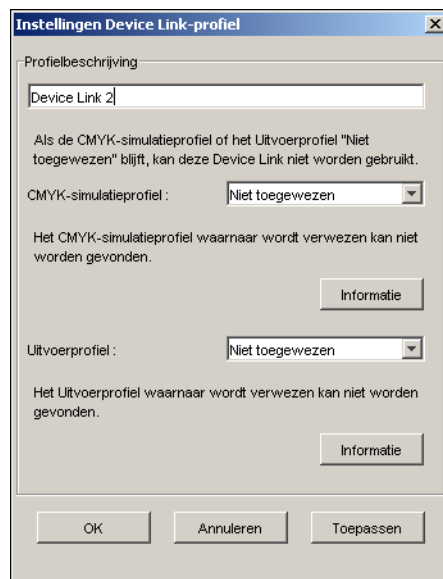 Instellingen Device Link-profiel
Profielbeschrijving
Device Link 2
Als de CMYK-simulatieprofiel of het Uitvoerprofiel "Niet
toegewezen" blijft, kan deze Device Link niet worden gebruikt.
CMYK-simulatieprofiel :
Niet toegewezen
Het CMYK-simulatieprofiel waarnaar wordt verwezen kan niet
worden gevonden.
Informatie
Uitvoerprofiel :
Niet toegewezen
Het Uitvoerprofiel waarnaar wordt verwezen kan niet worden
gevonden.
Informatie
OK
Annuleren
Toepassen